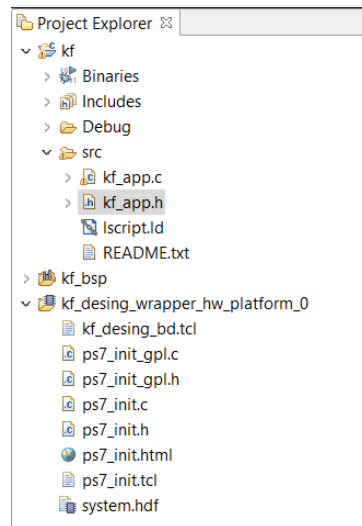 Project Explorer
kf
Binaries
Includes
Debug
src
kf_app.c
kf_app.h
lscript.ld
README.txt
kf_bsp
kf_desing_wrapper_hw_platform_0
kf_desing_bd.tcl
ps7_init_gpl.c
ps7_init_gpl.h
ps7_init.c
ps7_init.h
ps7_init.html
ps7_init.tcl
system.hdf